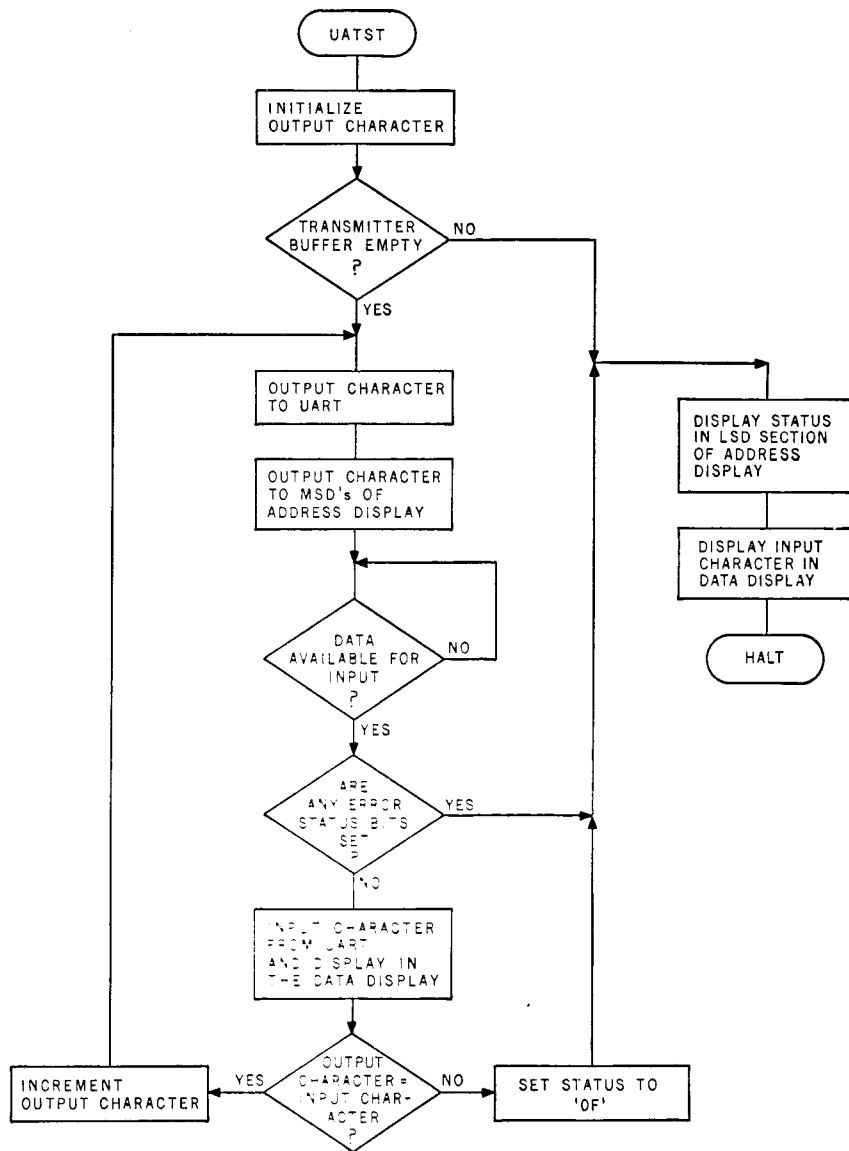 UATST
INITIALIZE
OUTPUT CHARACTER
TRANSMITTER
BUFFER EMPTY
?
NO
YES
OUTPUT CHARACTER
TO UART
OUTPUT CHARACTER
TO MSD's OF
ADDRESS DISPLAY
DATA
AVAILABLE FOR
INPUT
?
NO
YES
ARE
ANY ERROR
STATUS BITS
SET
?
YES
NO
INPUT CHARACTER
FROM UART
AND DISPLAY IN
THE DATA DISPLAY
OUTPUT
CHARACTER =
INPUT CHAR-
ACTER
?
YES
NO
INCREMENT
OUTPUT CHARACTER
SET STATUS TO
'OF'
DISPLAY STATUS
IN LSD SECTION
OF ADDRESS
DISPLAY
DISPLAY INPUT
CHARACTER IN
DATA DISPLAY
HALT